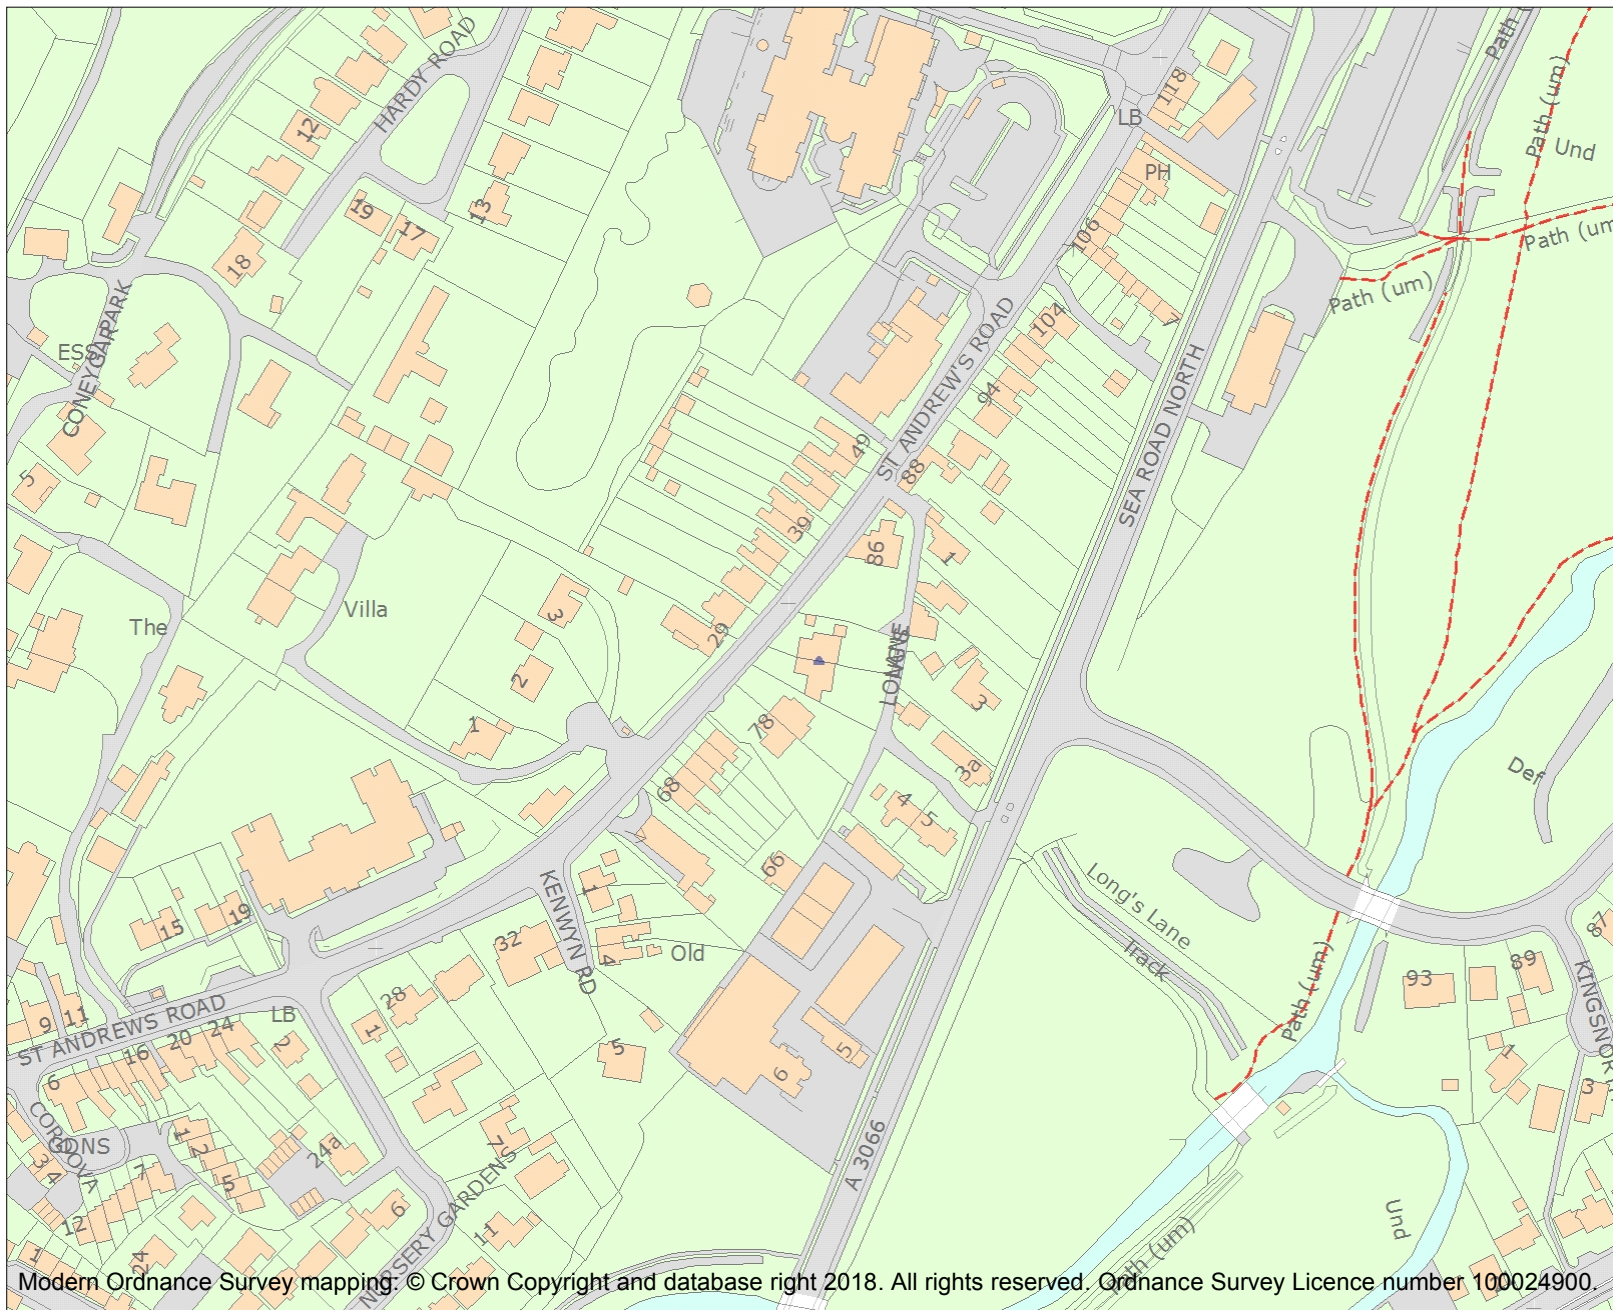 HARDY ROAD
12
13
19
17
18
118
LB
PH
106
104
7
94
Path (um)
Und
Path (um)
Path (um)
CONEYGAR PARK
ESS
5
ST ANDREW'S ROAD
SEA ROAD NORTH
49
88
39
86
1
The
Villa
3
2
1
29
LONG'S
LANE
78
3
3a
68
4
5
66
Def
KENWYN RD
1
32
4
Old
15
19
Long's Lane
Track
Path (um)
93
89
87
9
11
ST ANDREWS ROAD
LB
28
1
2
16
20
24
6
5
6
5
1
3
CORDOVA
GDNS
1
2
3
4
7
5
12
24a
24
1
6
7
11
NURSERY GARDENS
A 3066
Path (um)
Und
Modern Ordnance Survey mapping: © Crown Copyright and database right 2018. All rights reserved. Ordnance Survey Licence number 100024900.